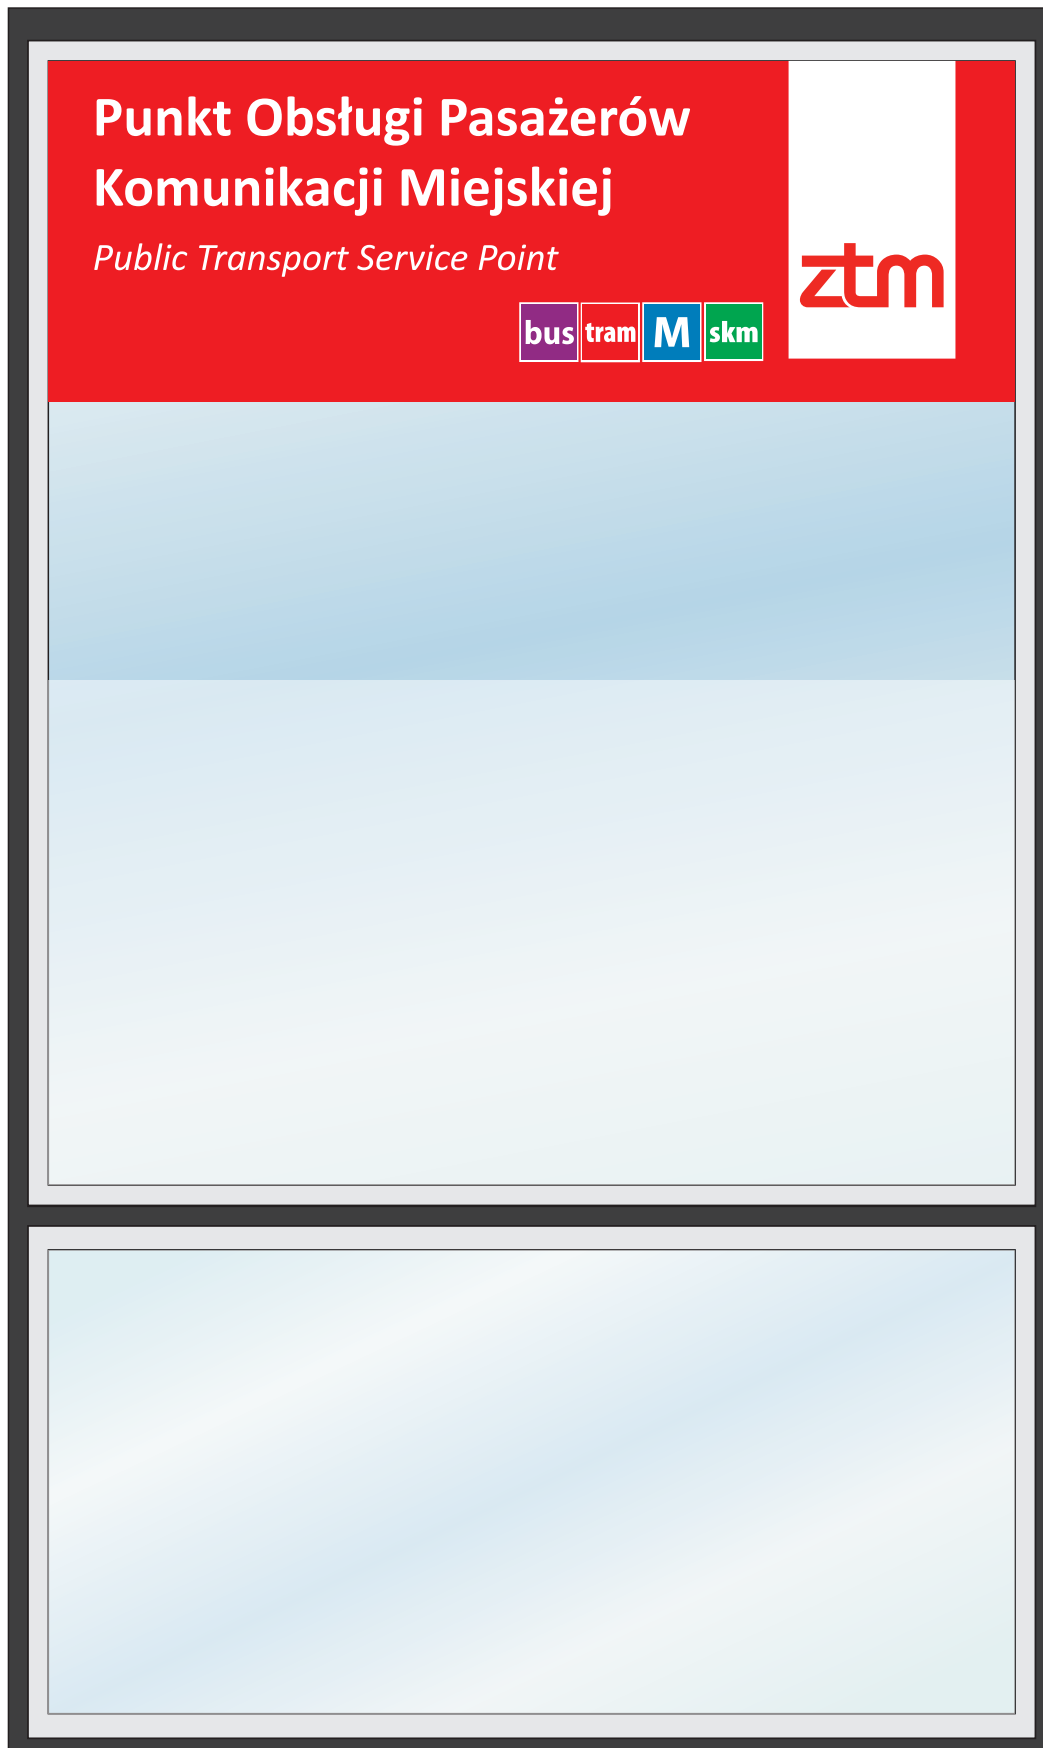 Punkt Obsługi Pasażerów
Komunikacji Miejskiej
Public Transport Service Point
bus tram M skm
ztm